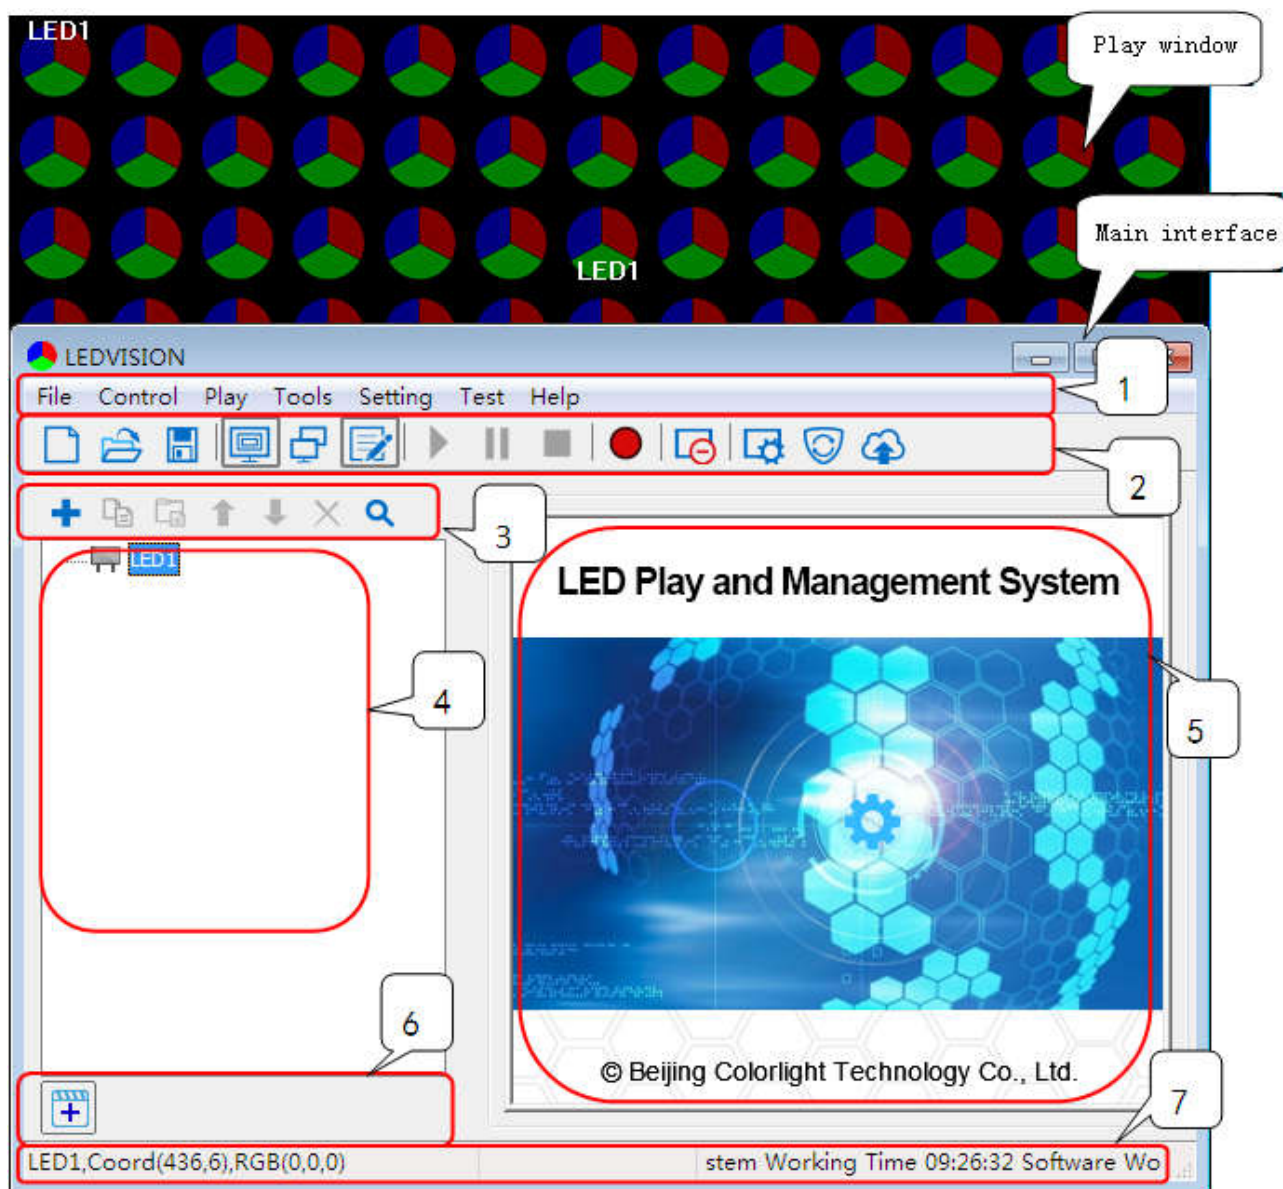 LED1
Play window
Main interface
LED1
LEDVISION
File Control Play Tools Setting Test Help
1
2
3
LED1
LED Play and Management System
4
5
6
© Beijing Colorlight Technology Co., Ltd.
7
LED1,Coord(436,6),RGB(0,0,0)
stem Working Time 09:26:32 Software Wo